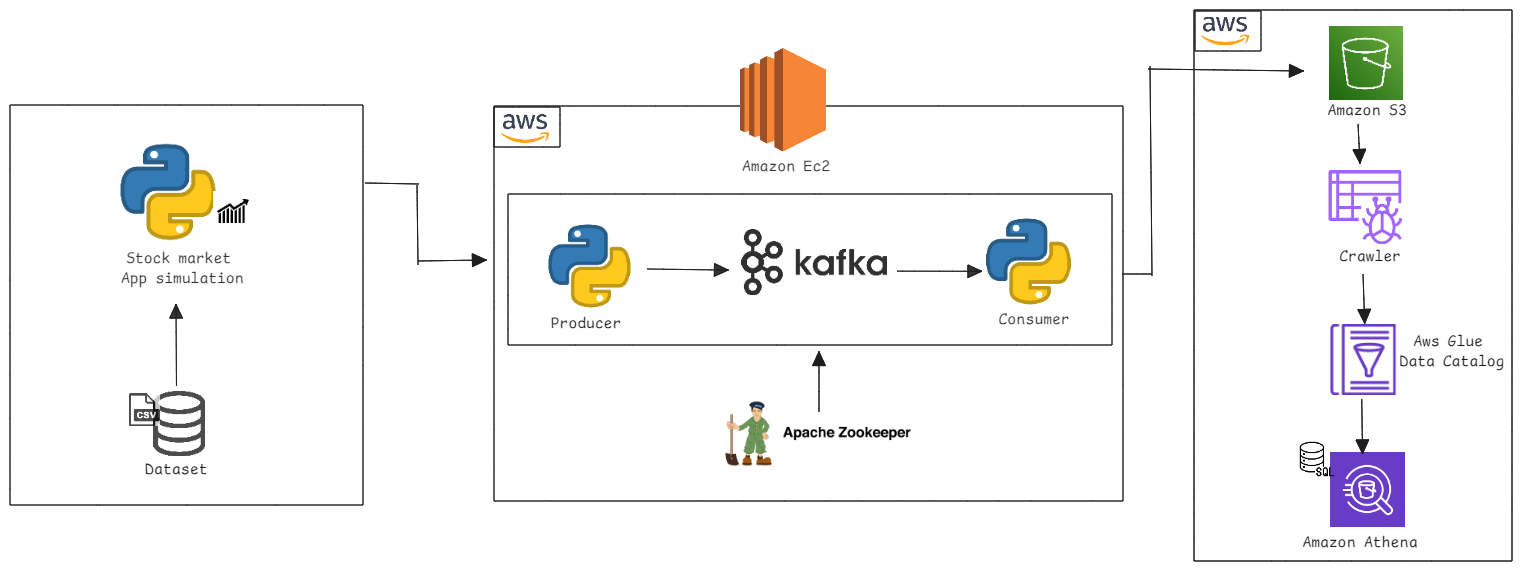 Stock market
App simulation
CSV
Dataset
aws
Amazon Ec2
Producer
kafka
Consumer
Apache Zookeeper
aws
Amazon S3
Crawler
Aws Glue
Data Catalog
SQL
Amazon Athena